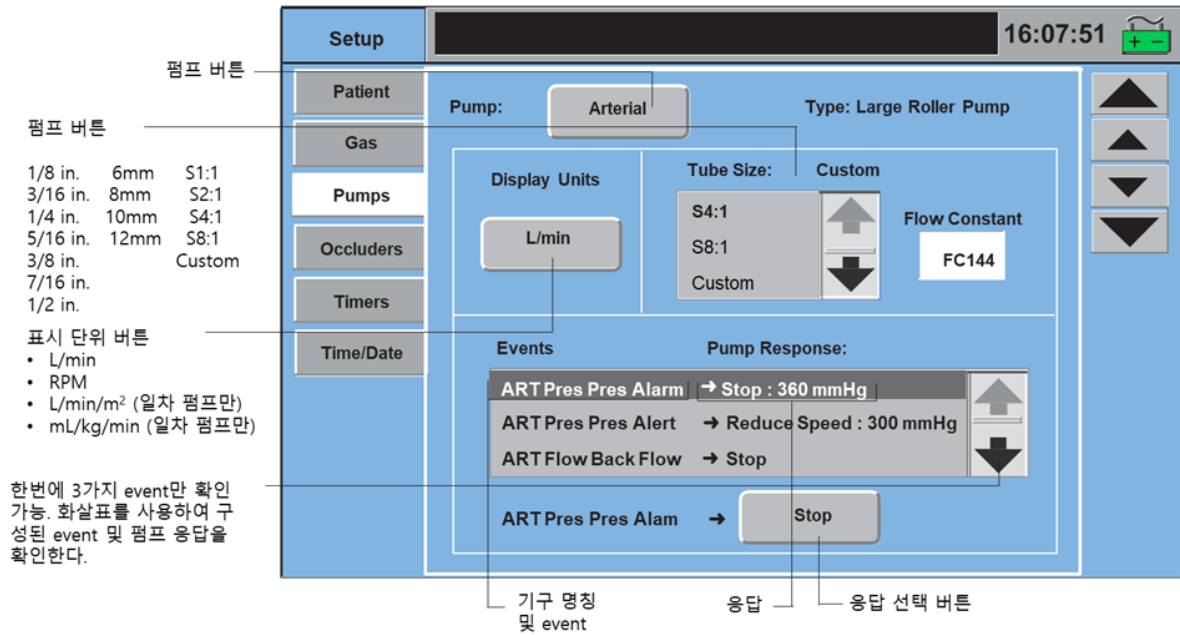 Setup
16:07:51
+ −
펌프 버튼
펌프 버튼
1/8 in. 6mm S1:1
3/16 in. 8mm S2:1
1/4 in. 10mm S4:1
5/16 in. 12mm S8:1
3/8 in. Custom
7/16 in.
1/2 in.
표시 단위 버튼
• L/min
• RPM
• L/min/m² (일차 펌프만)
• mL/kg/min (일차 펌프만)
한번에 3가지 event만 확인
가능. 화살표를 사용하여 구
성된 event 및 펌프 응답을
확인한다.
Patient
Gas
Pumps
Occluders
Timers
Time/Date
Pump: Arterial Type: Large Roller Pump
Display Units
L/min
Tube Size: Custom
S4:1
S8:1
Custom
Flow Constant
FC144
Events Pump Response:
ART Pres Pres Alarm ➜ Stop : 360 mmHg
ART Pres Pres Alert ➜ Reduce Speed : 300 mmHg
ART Flow Back Flow ➜ Stop
ART Pres Pres Alam ➜ Stop
기구 명칭
및 event
응답
응답 선택 버튼